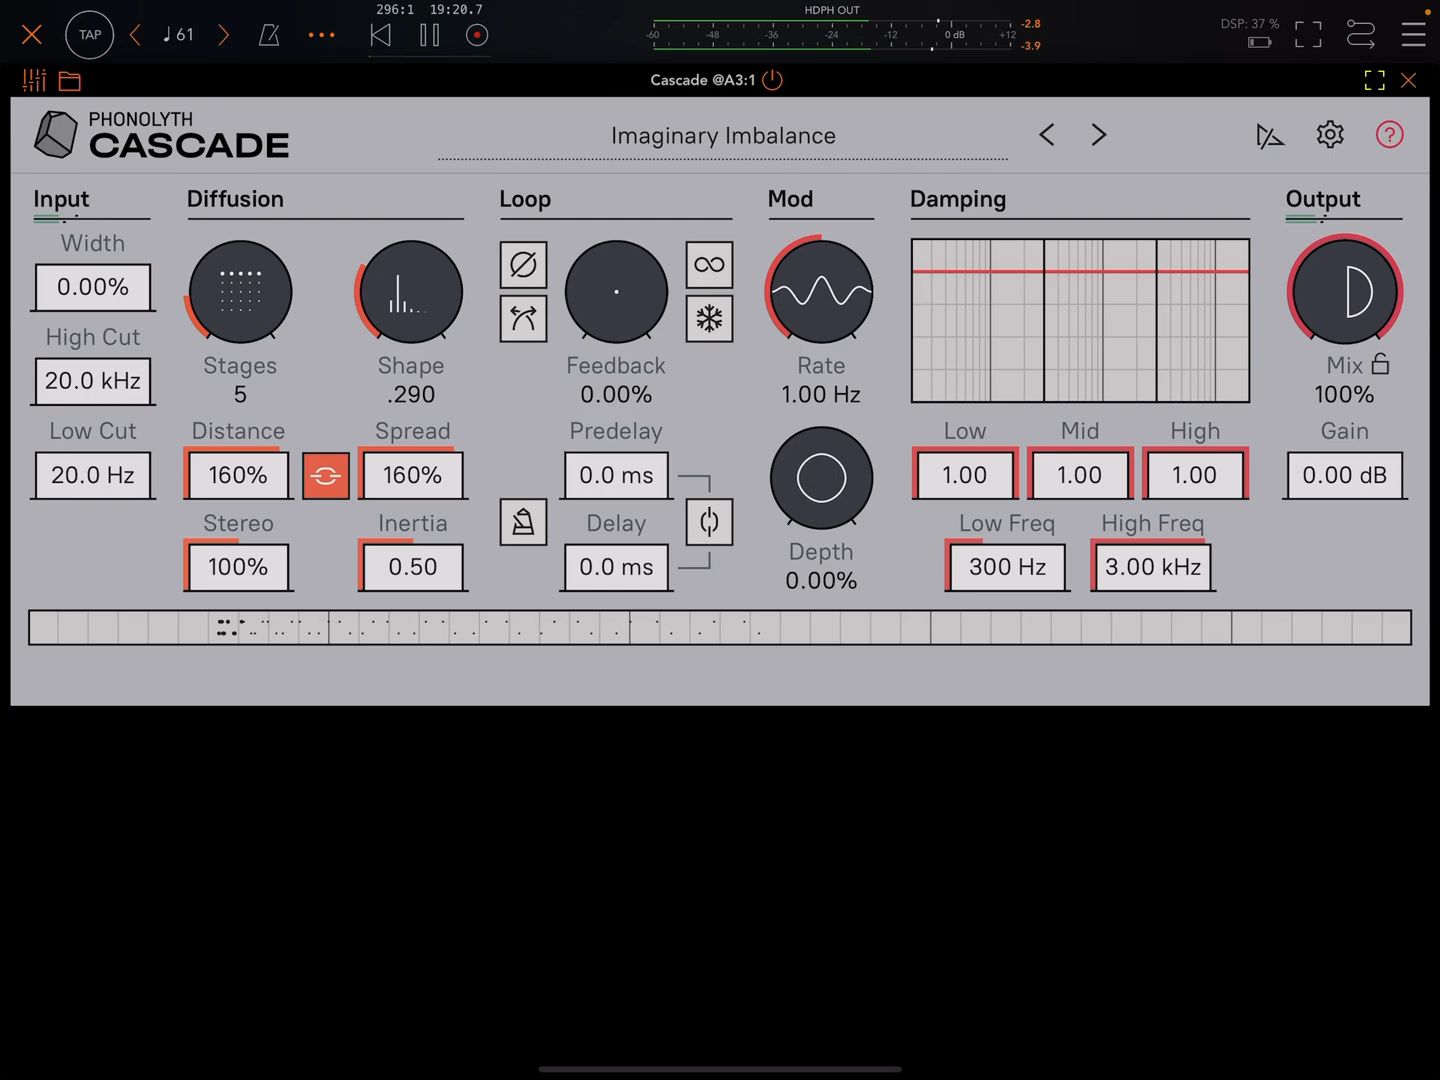 296:1 19:20.7
HDPH OUT
TAP
61
-60 -48 -36 -24 -12 0 dB +12
-2.8
-3.9
DSP: 37 %
Cascade @A3:1
PHONOLYTH
CASCADE
Imaginary Imbalance
?
Input
Diffusion
Loop
Mod
Damping
Output
Width
0.00%
High Cut
20.0 kHz
Low Cut
20.0 Hz
Stages
5
Shape
.290
Distance
160%
Spread
160%
Stereo
100%
Inertia
0.50
Feedback
0.00%
Predelay
0.0 ms
Delay
0.0 ms
Rate
1.00 Hz
Depth
0.00%
Low
1.00
Mid
1.00
High
1.00
Low Freq
300 Hz
High Freq
3.00 kHz
Mix
100%
Gain
0.00 dB